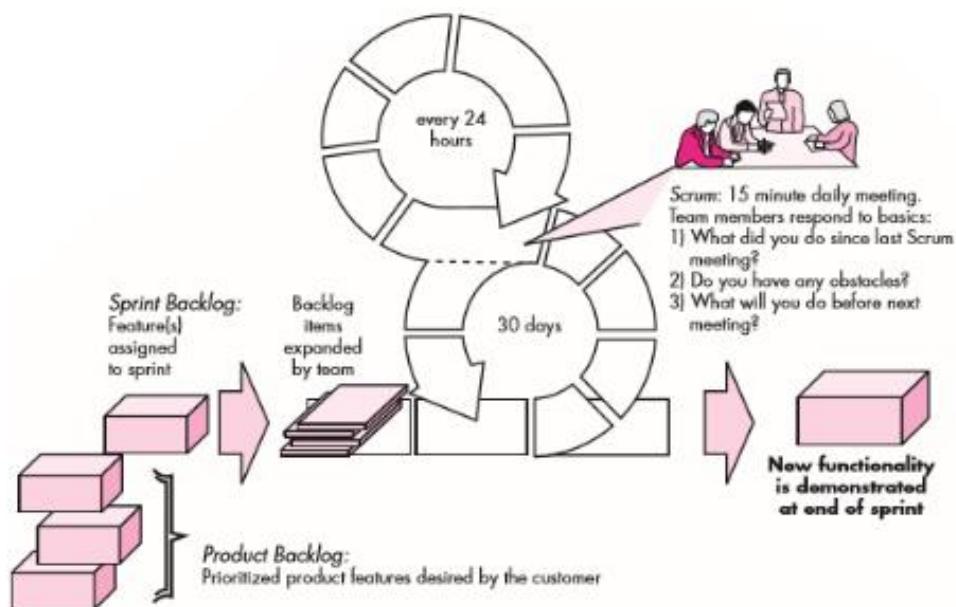 every 24
hours
Scrum: 15 minute daily meeting.
Team members respond to basics:
1) What did you do since last Scrum
meeting?
2) Do you have any obstacles?
3) What will you do before next
meeting?
Sprint Backlog:
Feature(s)
assigned
to sprint
Backlog
items
expanded
by team
30 days
New functionality
is demonstrated
at end of sprint
Product Backlog:
Prioritized product features desired by the customer